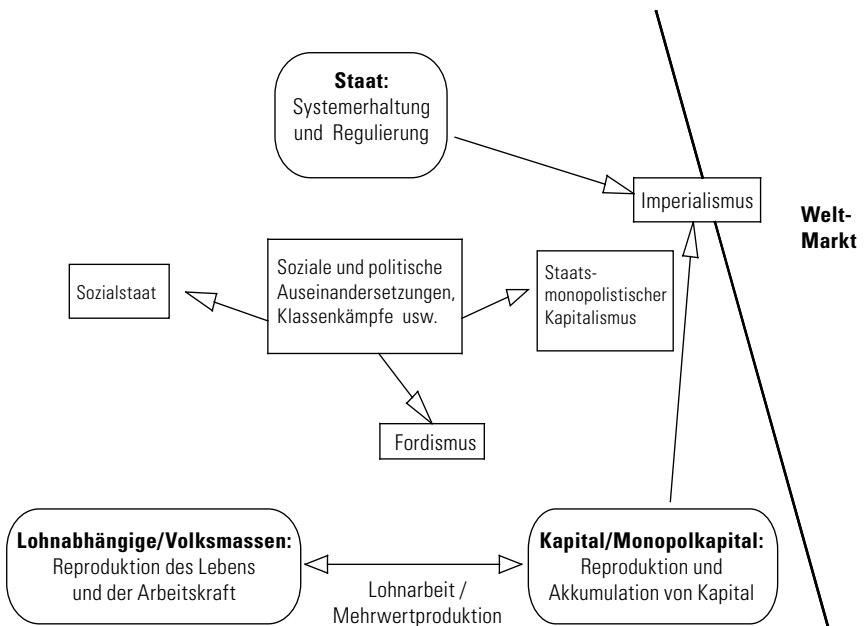 Staat:
Systemerhaltung
und Regulierung
Imperialismus
Welt-
Markt
Sozialstaat
Soziale und politische
Auseinandersetzungen,
Klassenkämpfe usw.
Staats-
monopolistischer
Kapitalismus
Fordismus
Lohnabhängige/Volksmassen:
Reproduktion des Lebens
und der Arbeitskraft
Lohnarbeit /
Mehrwertproduktion
Kapital/Monopolkapital:
Reproduktion und
Akkumulation von Kapital